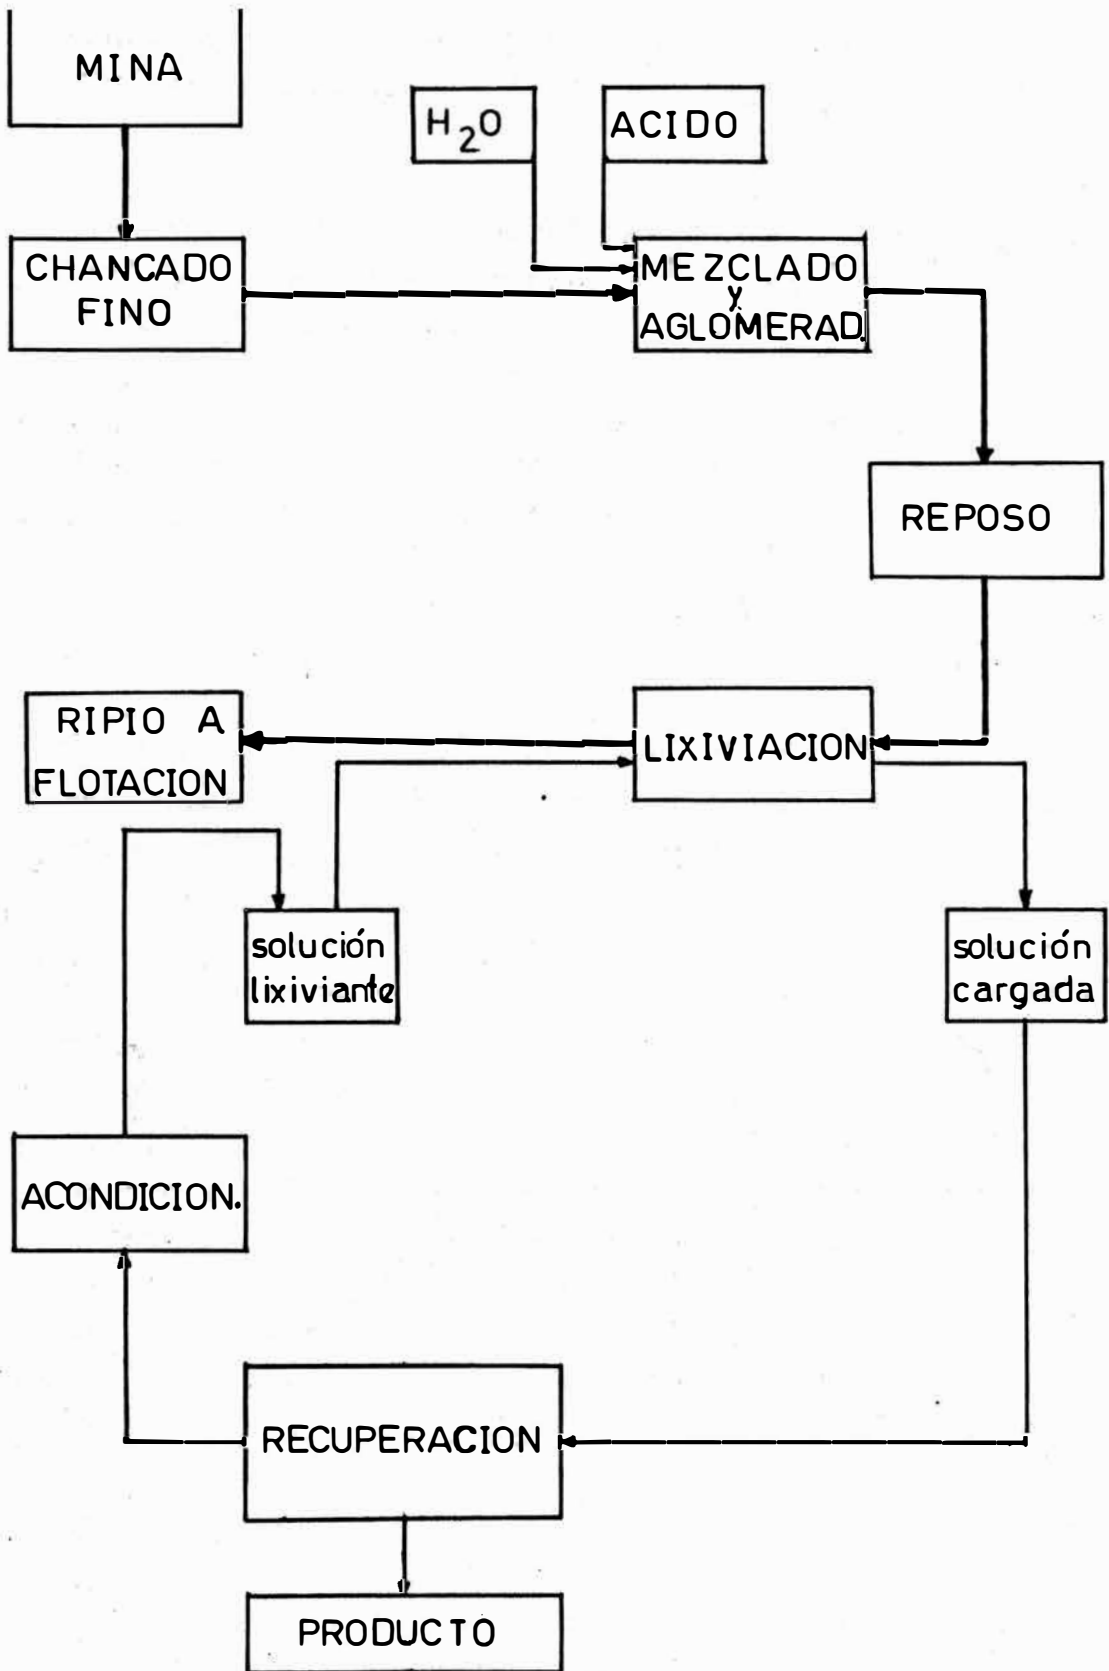 MINA
H₂O
ACIDO
CHANCADO
FINO
MEZCLADO
y
AGLOMERAD.
REPOSO
RIPIO A
FLOTACION
LIXIVIACION
solución
lixiviante
solución
cargada
ACONDICION.
RECUPERACION
PRODUCTO